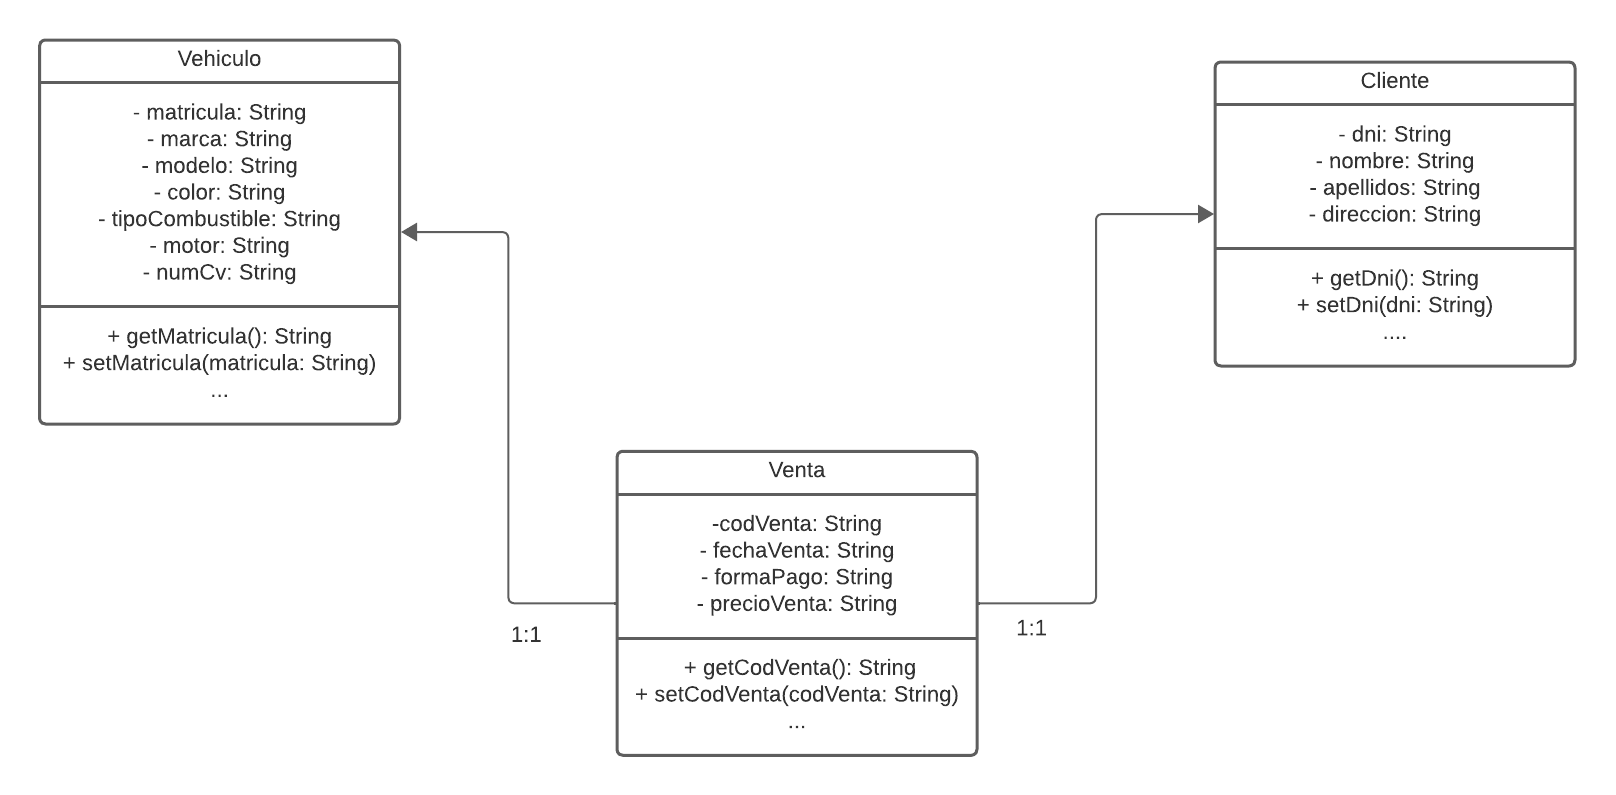 Vehiculo
- matricula: String
- marca: String
- modelo: String
- color: String
- tipoCombustible: String
- motor: String
- numCv: String
+ getMatricula(): String
+ setMatricula(matricula: String)
...
Cliente
- dni: String
- nombre: String
- apellidos: String
- direccion: String
+ getDni(): String
+ setDni(dni: String)
....
Venta
-codVenta: String
- fechaVenta: String
- formaPago: String
- precioVenta: String
+ getCodVenta(): String
+ setCodVenta(codVenta: String)
...
1:1
1:1